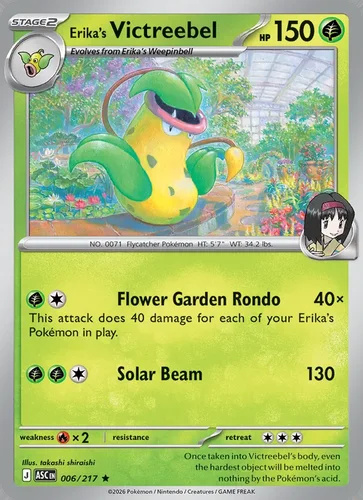 STAGE2
Erika's Victreebel HP 150
Evolves from Erika's Weepinbell
NO. 0071 Flycatcher Pokémon HT: 5'7" WT: 34.2 lbs.
Flower Garden Rondo 40×
This attack does 40 damage for each of your Erika's
Pokémon in play.
Solar Beam 130
weakness ×2 resistance retreat
Illus. takashi shiraishi
J ASC EN 006/217 ★
Once taken into Victreebel's body, even
the hardest object will be melted into
nothing by the Pokémon's acid.
©2026 Pokémon / Nintendo / Creatures / GAME FREAK